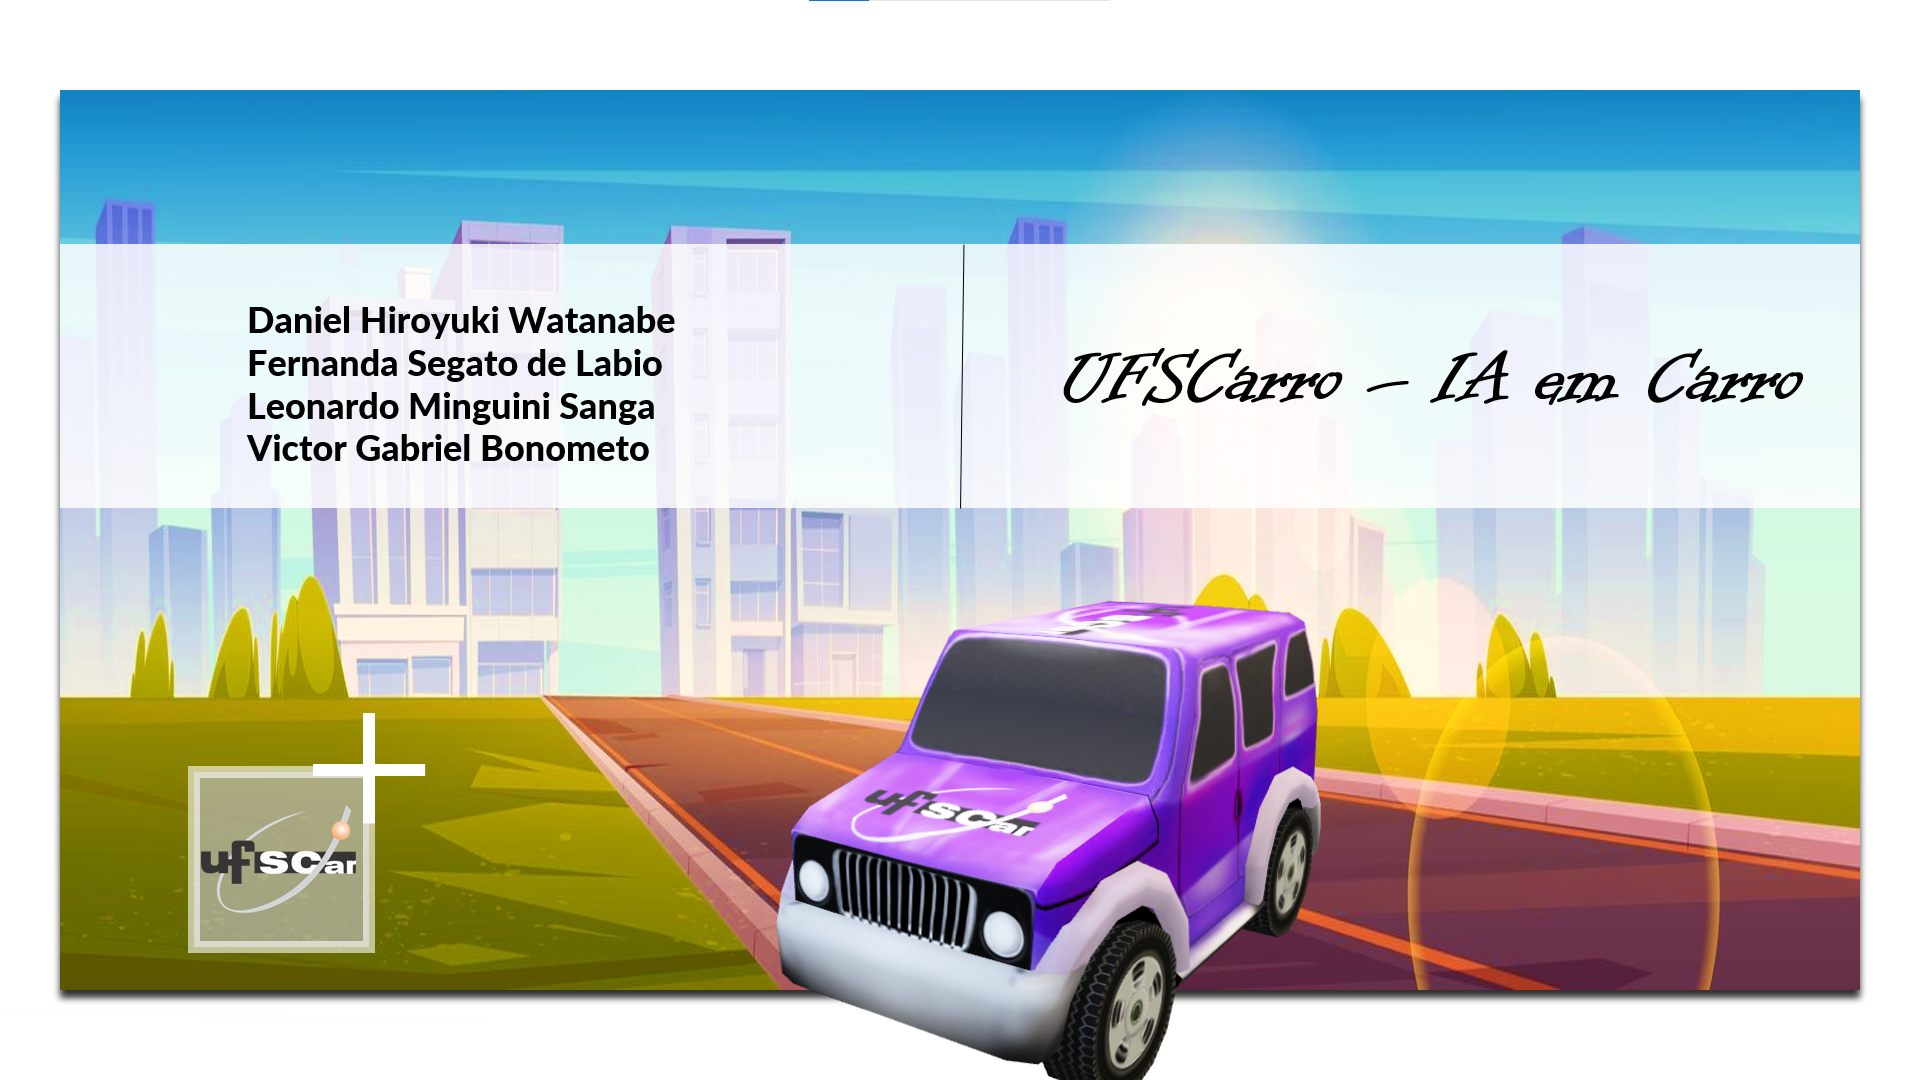 Daniel Hiroyuki Watanabe
Fernanda Segato de Labio
Leonardo Minguini Sanga
Victor Gabriel Bonometo
UFSCarro – IA em Carro
ufscar
ufscar